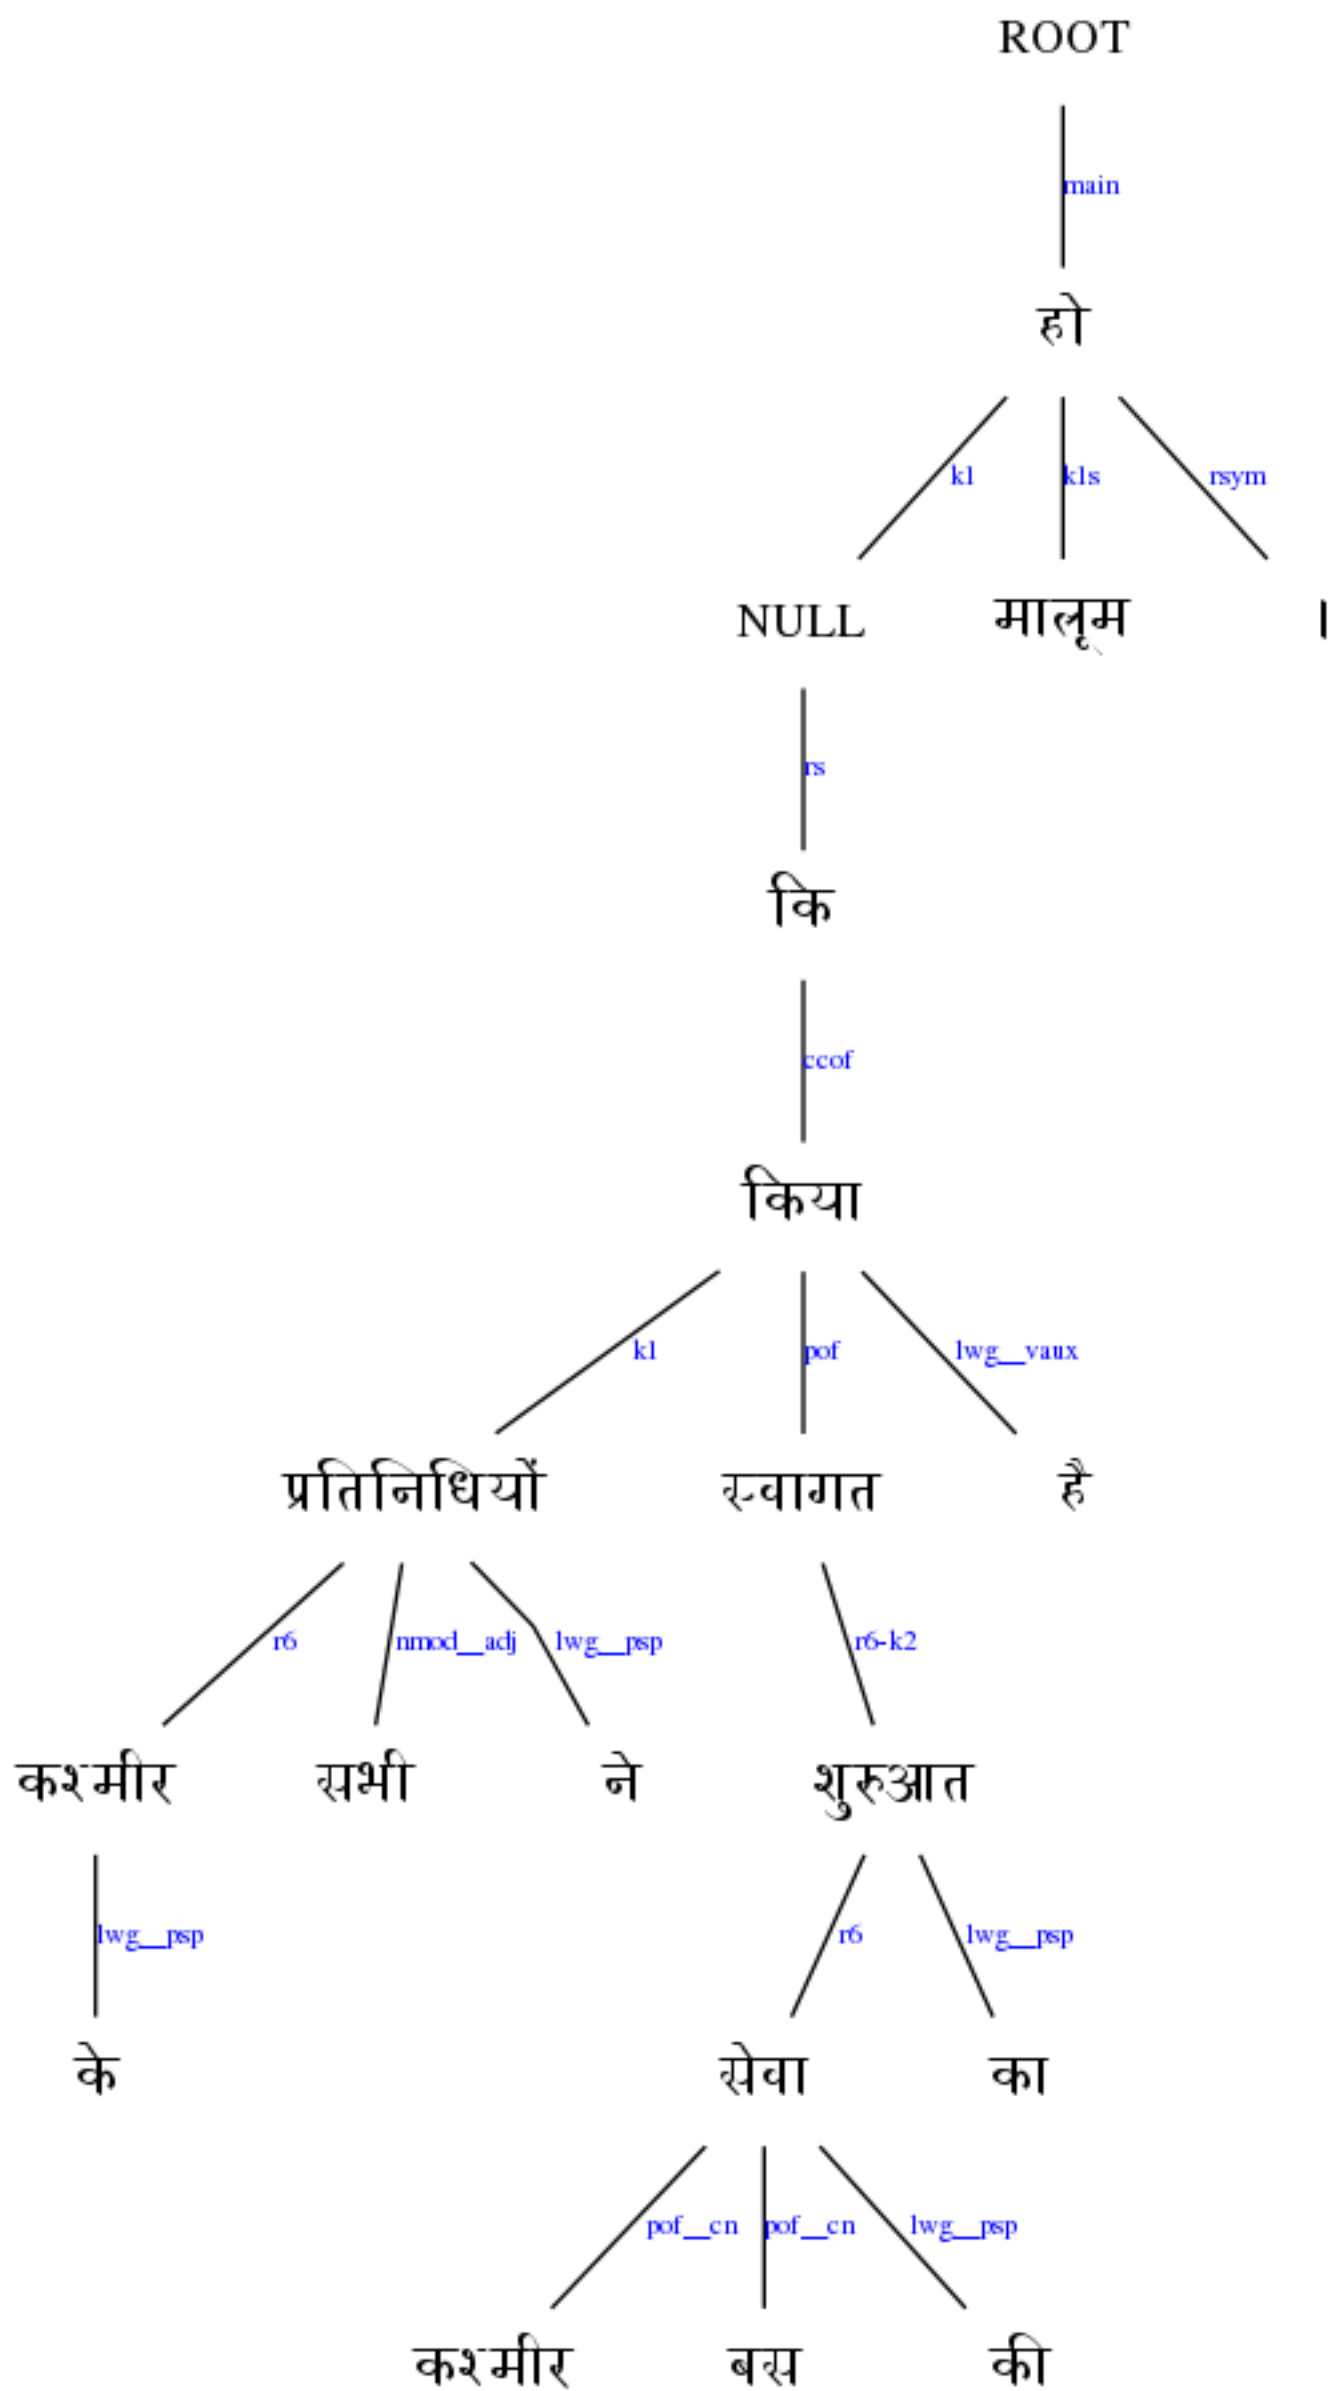 ROOT
main
हो
k1 k1s rsym
NULL मालूम ।
rs
कि
ccof
किया
k1 pof lwg__vaux
प्रतिनिधियों स्वागत है
r6 nmod__adj lwg__psp r6-k2
कश्मीर सभी ने शुरुआत
lwg__psp r6 lwg__psp
के सेवा का
pof__cn pof__cn lwg__psp
कश्मीर बस की